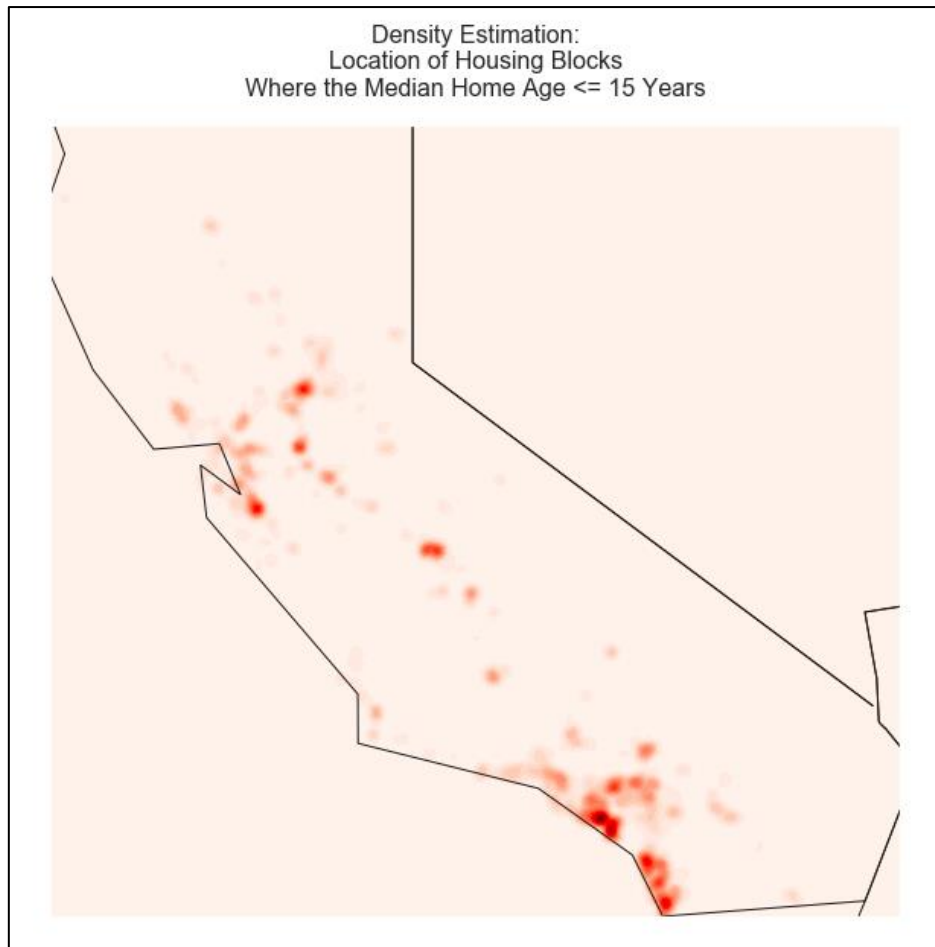 Density Estimation:
Location of Housing Blocks
Where the Median Home Age <= 15 Years